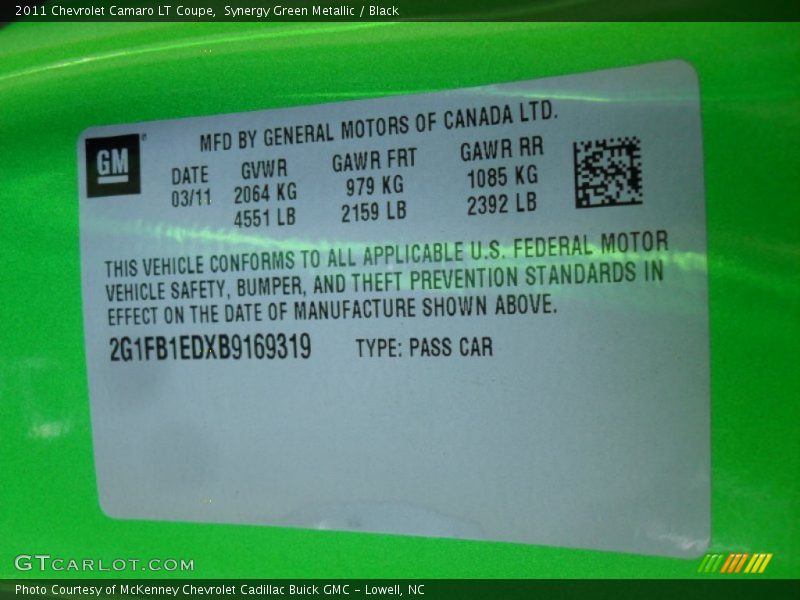 2011 Chevrolet Camaro LT Coupe,  Synergy Green Metallic / Black
GM
MFD BY GENERAL MOTORS OF CANADA LTD.
DATE GVWR GAWR FRT GAWR RR
03/11 2064 KG 979 KG 1085 KG
4551 LB 2159 LB 2392 LB
THIS VEHICLE CONFORMS TO ALL APPLICABLE U.S. FEDERAL MOTOR
VEHICLE SAFETY, BUMPER, AND THEFT PREVENTION STANDARDS IN
EFFECT ON THE DATE OF MANUFACTURE SHOWN ABOVE.
2G1FB1EDXB9169319 TYPE: PASS CAR
GTCARLOT.COM
Photo Courtesy of McKenney Chevrolet Cadillac Buick GMC - Lowell, NC